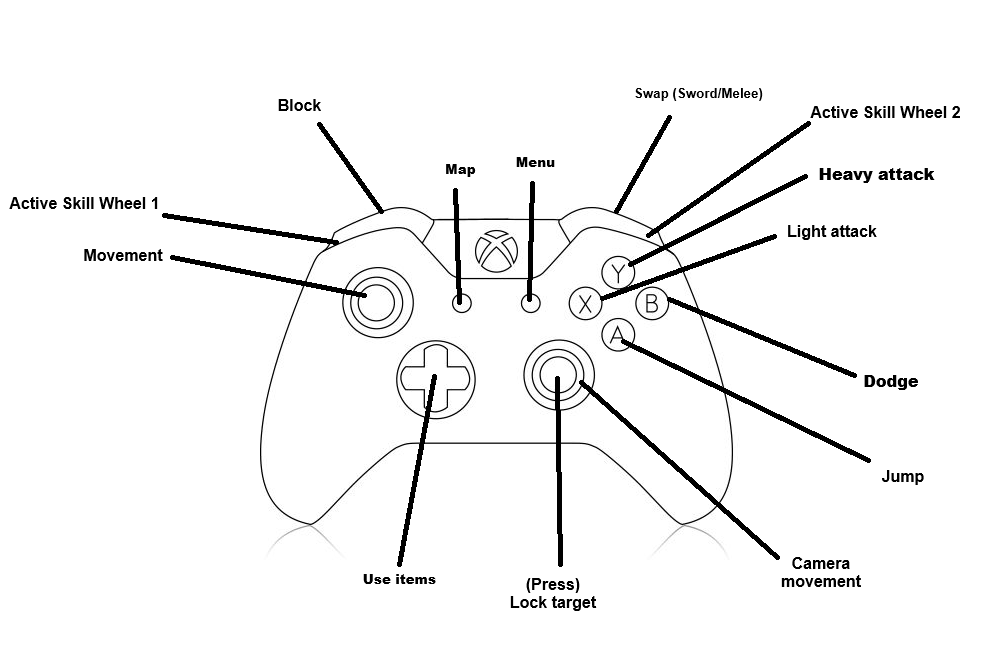 Swap (Sword/Melee)
Block
Active Skill Wheel 2
Menu
Map
Heavy attack
Active Skill Wheel 1
Light attack
Movement
Y
X
B
A
Dodge
Jump
Camera
movement
Use items
(Press)
Lock target